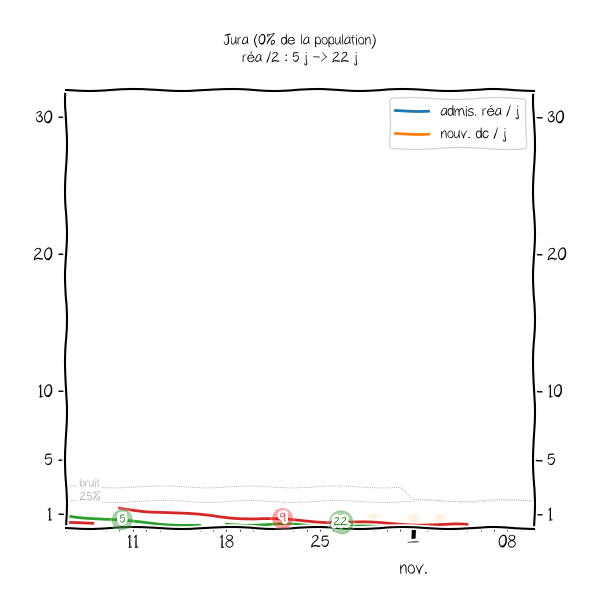 Jura (0% de la population)
réa /2 : 5 j -> 22 j
admis. réa / j
nouv. dc / j
30 30
20 20
10 10
5 5
bruit
25%
1 1
5 9 22
11 18 25 1 08
nov.